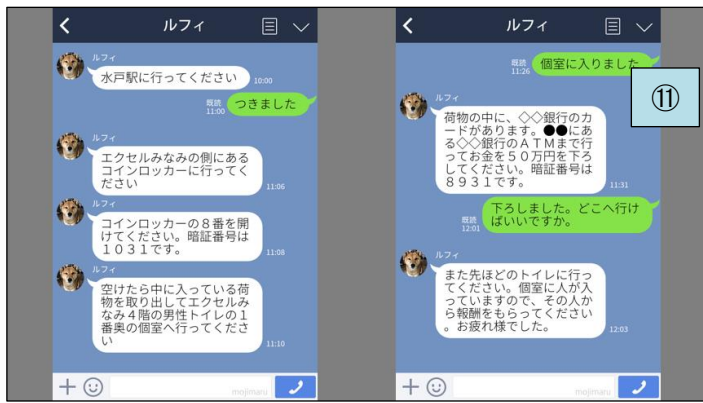 ルフィ
ルフィ
水戸駅に行ってください
10:00
既読
11:00
つきました
ルフィ
エクセルみなみの側にある
コインロッカーに行ってく
ださい
11:06
ルフィ
コインロッカーの8番を開
けてください。暗証番号は
1031です。
11:08
ルフィ
空けたら中に入っている荷
物を取り出してエクセルみ
なみ4階の男性トイレの1
番奥の個室へ行ってくださ
い
11:10
mojimaru
ルフィ
既読
11:26
個室に入りました
⑪
ルフィ
荷物の中に、◇◇銀行のカ
ードがあります。●●にあ
る◇◇銀行のATMまで行
ってお金を50万円を下ろ
してください。暗証番号は
8931です。
11:31
既読
12:01
下ろしました。どこへ行け
ばいいですか。
ルフィ
また先ほどのトイレに行っ
てください。個室に人が入
っていますので、その人か
ら報酬をもらってください
。お疲れ様でした。
12:03
mojimaru